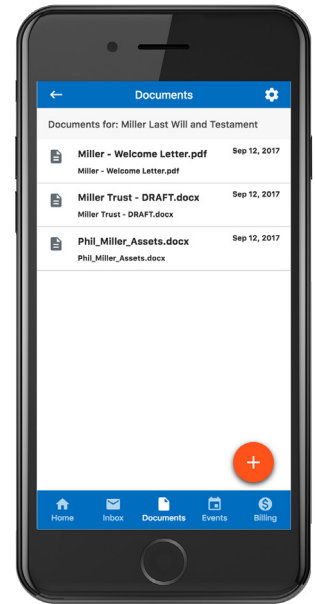 Documents
Documents for: Miller Last Will and Testament
Miller - Welcome Letter.pdf
Sep 12, 2017
Miller - Welcome Letter.pdf
Miller Trust - DRAFT.docx
Sep 12, 2017
Miller Trust - DRAFT.docx
Phil_Miller_Assets.docx
Sep 12, 2017
Phil_Miller_Assets.docx
Home Inbox Documents Events Billing